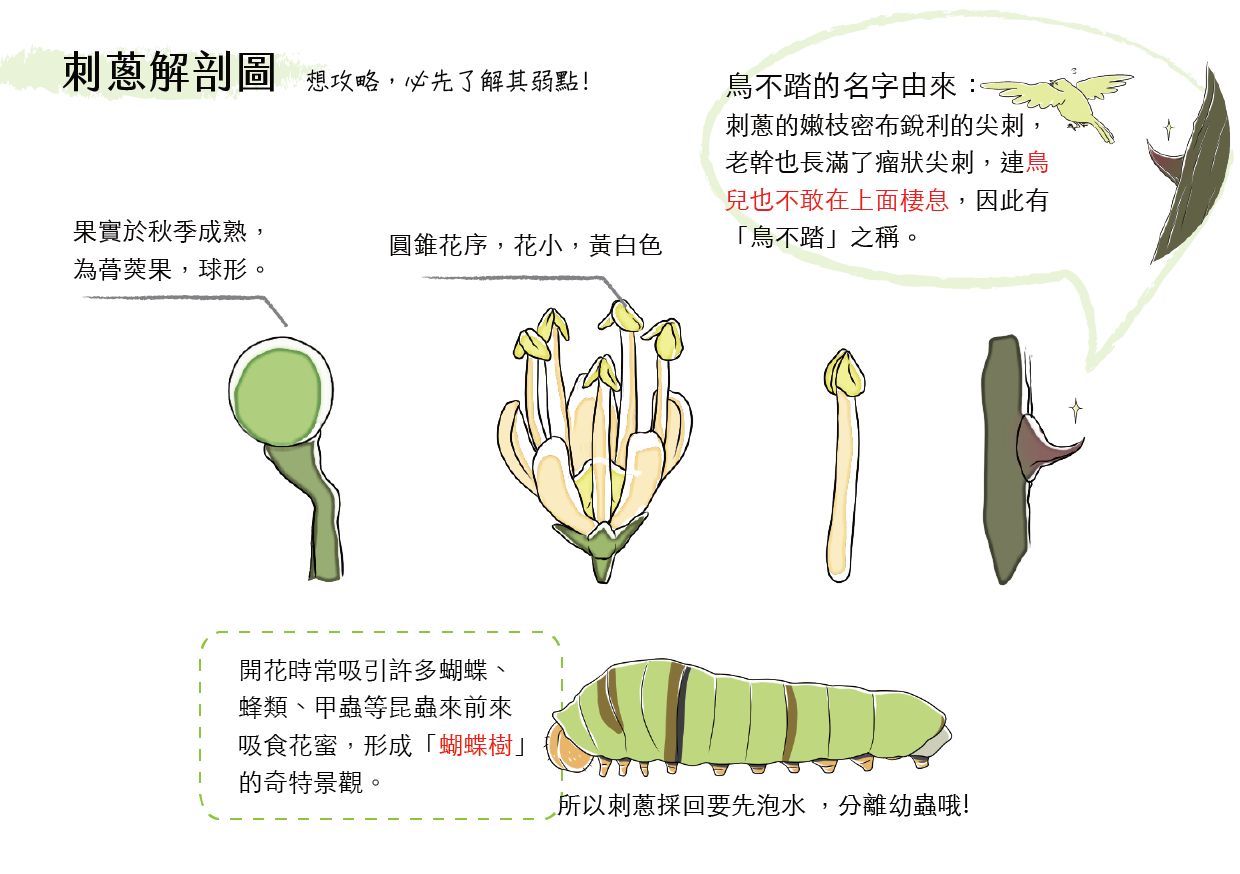 刺蔥解剖圖
想攻略，必先了解其弱點!
鳥不踏的名字由來：
刺蔥的嫩枝密布銳利的尖刺，
老幹也長滿了瘤狀尖刺，連鳥
兒也不敢在上面棲息，因此有
「鳥不踏」之稱。
果實於秋季成熟，
為蓇葖果，球形。
圓錐花序，花小，黃白色
開花時常吸引許多蝴蝶、
蜂類、甲蟲等昆蟲來前來
吸食花蜜，形成「蝴蝶樹」
的奇特景觀。
所以刺蔥採回要先泡水 ，分離幼蟲哦!